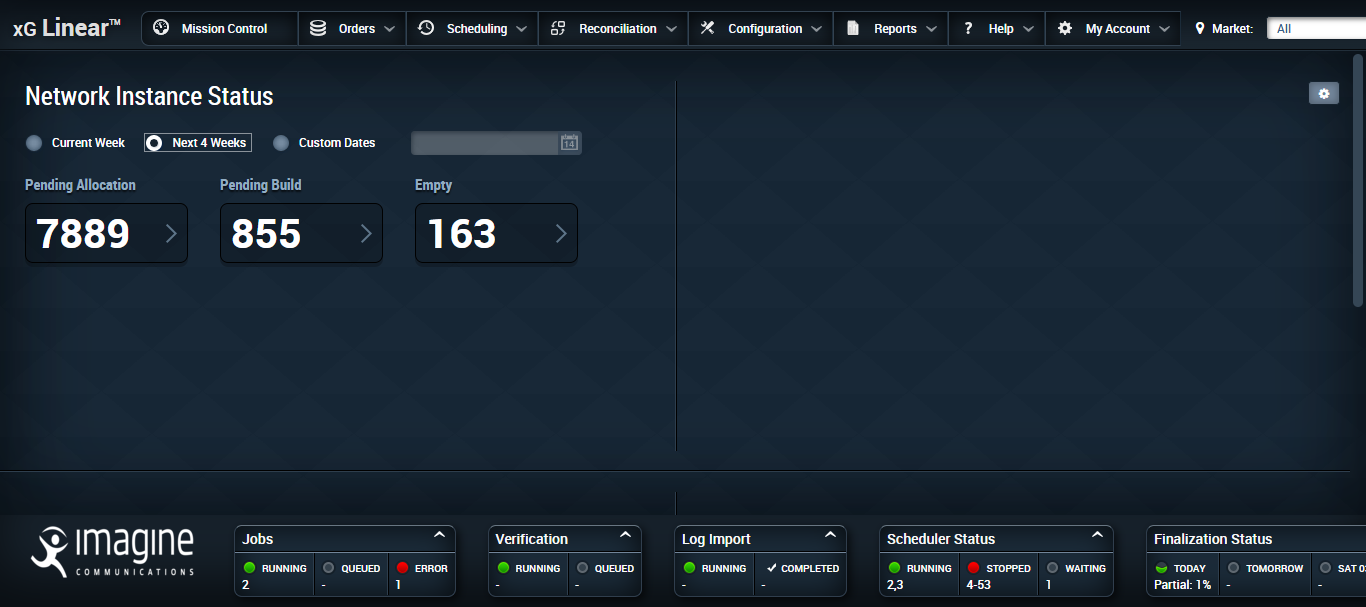 xG Linear™
Mission Control
Orders
Scheduling
Reconciliation
Configuration
Reports
? Help
My Account
Market:
All
Network Instance Status
Current Week
Next 4 Weeks
Custom Dates
14
Pending Allocation
Pending Build
Empty
7889
855
163
imagine
COMMUNICATIONS
Jobs
RUNNING
2
QUEUED
-
ERROR
1
Verification
RUNNING
-
QUEUED
-
Log Import
RUNNING
-
COMPLETED
-
Scheduler Status
RUNNING
2,3
STOPPED
4-53
WAITING
1
Finalization Status
TODAY
Partial: 1%
TOMORROW
-
SAT
-